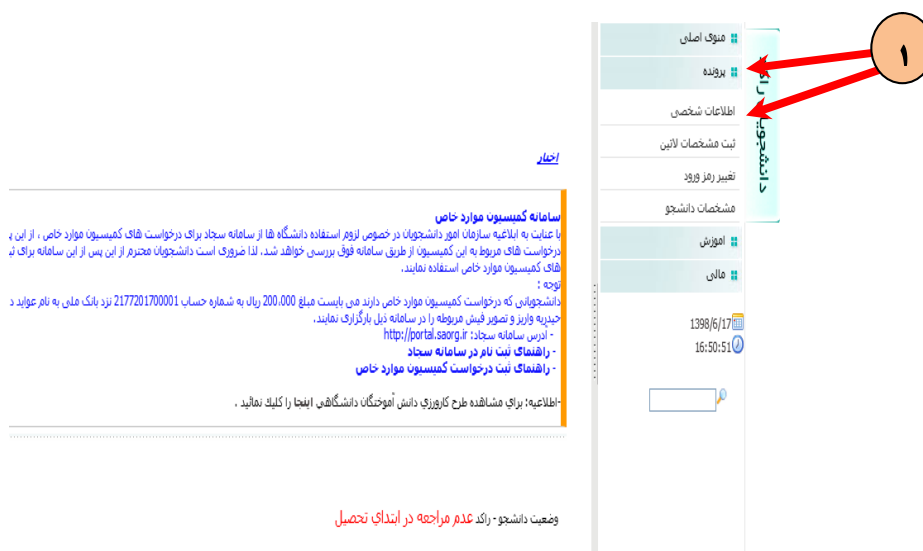 ۱
منوی اصلی
پرونده
اطلاعات شخصی
ثبت مشخصات لاتین
تغییر رمز ورود
مشخصات دانشجو
اموزش
مالی
1398/6/17
16:50:51
اخبار
سامانه کمیسیون موارد خاص
با عنایت به ابلاغیه سازمان امور دانشجویان در خصوص لزوم استفاده دانشگاه ها از سامانه سجاد برای درخواست های کمیسیون موارد خاص ، از این
درخواست های مربوط به این کمیسیون از طریق سامانه فوق بررسی خواهد شد. لذا ضروری است دانشجویان محترم از این پس از این سامانه برای
های کمیسیون موارد خاص استفاده نمایند.
توجه :
دانشجویانی که درخواست کمیسیون موارد خاص دارند می بایست مبلغ 200،000 ریال به شماره حساب 2177201700001 نزد بانک ملی به نام عواید
حیدریه واریز و تصویر فیش مربوطه را در سامانه ذیل بارگزاری نمایند.
- آدرس سامانه سجاد: http://portal.saorg.ir
- راهنمای ثبت نام در سامانه سجاد
- راهنمای ثبت درخواست کمیسیون موارد خاص
-اطلاعیه: براي مشاهده طرح کارورزي دانش آموختگان دانشگاهي اینجا را کلیك نمائید .
وضعیت دانشجو - راکد عدم مراجعه در ابتداي تحصیل